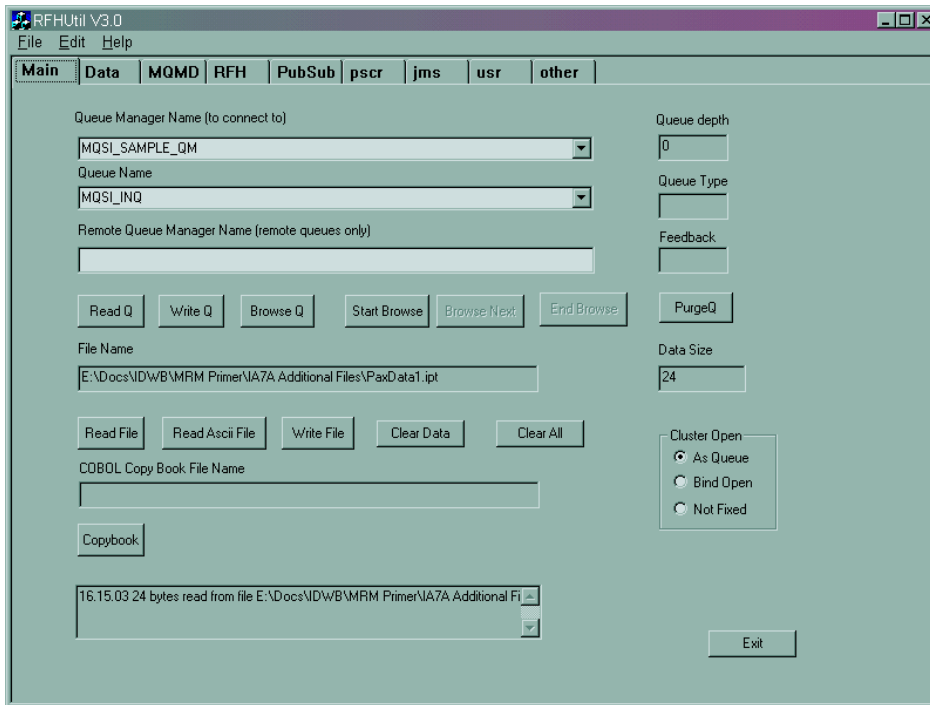 RFHUtil V3.0
File Edit Help
Main Data MQMD RFH PubSub pscr jms usr other
Queue Manager Name (to connect to)
Queue depth
MQSI_SAMPLE_QM
0
Queue Name
Queue Type
MQSI_INQ
Remote Queue Manager Name (remote queues only)
Feedback
Read Q Write Q Browse Q Start Browse Browse Next End Browse PurgeQ
File Name
Data Size
E:\Docs\IDWB\MRM Primer\IA7A Additional Files\PaxData1.ipt
24
Read File Read Ascii File Write File Clear Data Clear All
Cluster Open
As Queue
Bind Open
Not Fixed
COBOL Copy Book File Name
Copybook
16.15.03 24 bytes read from file E:\Docs\IDWB\MRM Primer\IA7A Additional Fi
Exit